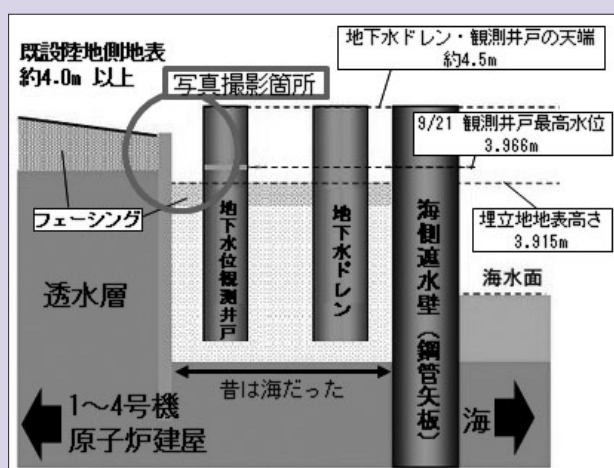 地下水ドレン・観測井戸の天端
約4.5m
既設陸地側地表
約4.0m 以上
写真撮影箇所
9/21 観測井戸最高水位
3.966m
フェーシング
埋立地地表高さ
3.915m
地下水位観測井戸
地下水ドレン
海側遮水壁(鋼管矢板)
海水面
透水層
昔は海だった
1～4号機
原子炉建屋
海